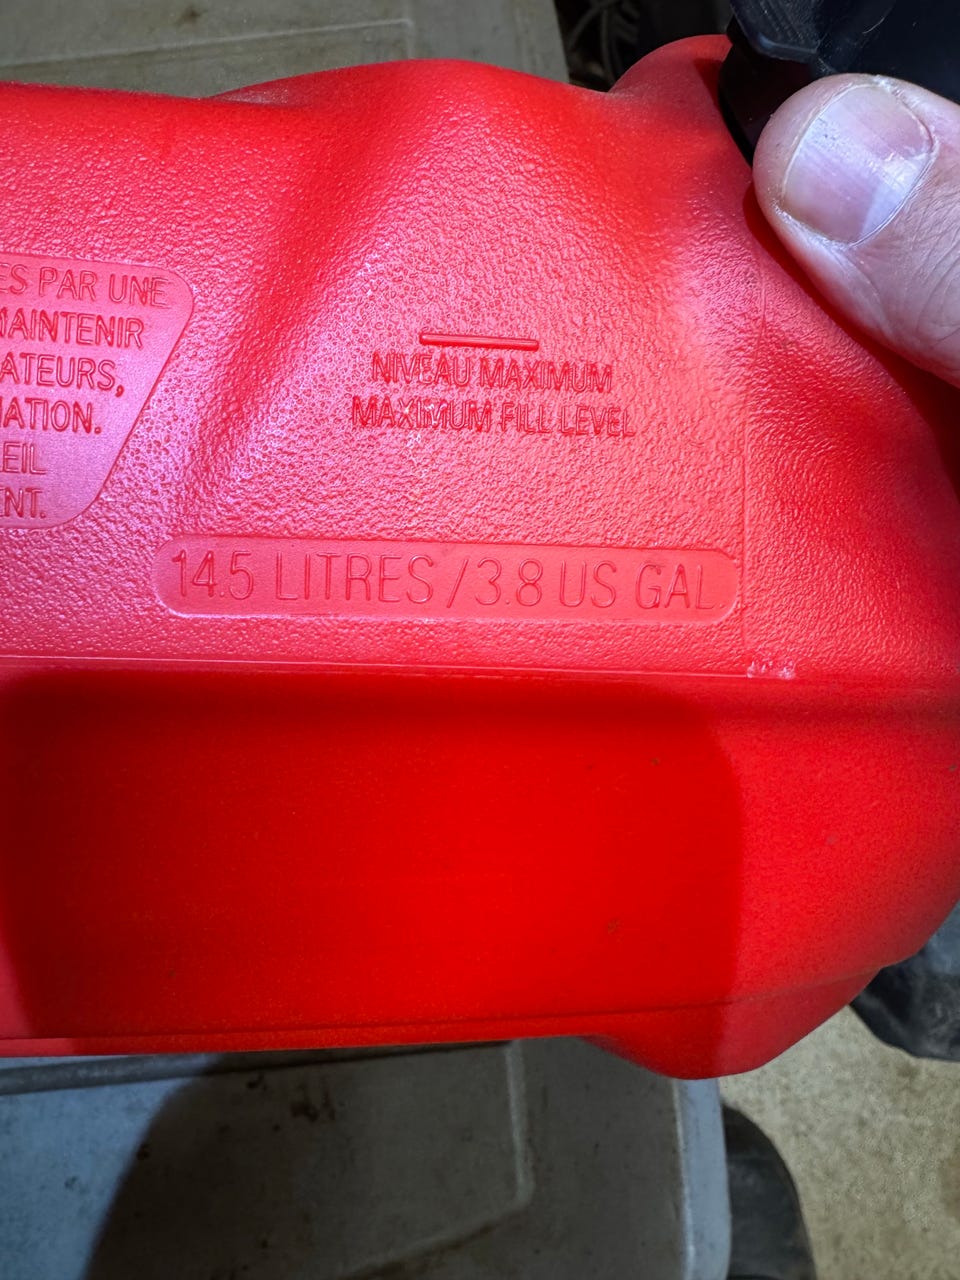 ES PAR UNE
MAINTENIR
ATEURS,
ATION.
EIL
ENT.
NIVEAU MAXIMUM
MAXIMUM FILL LEVEL
14.5 LITRES / 3.8 US GAL.